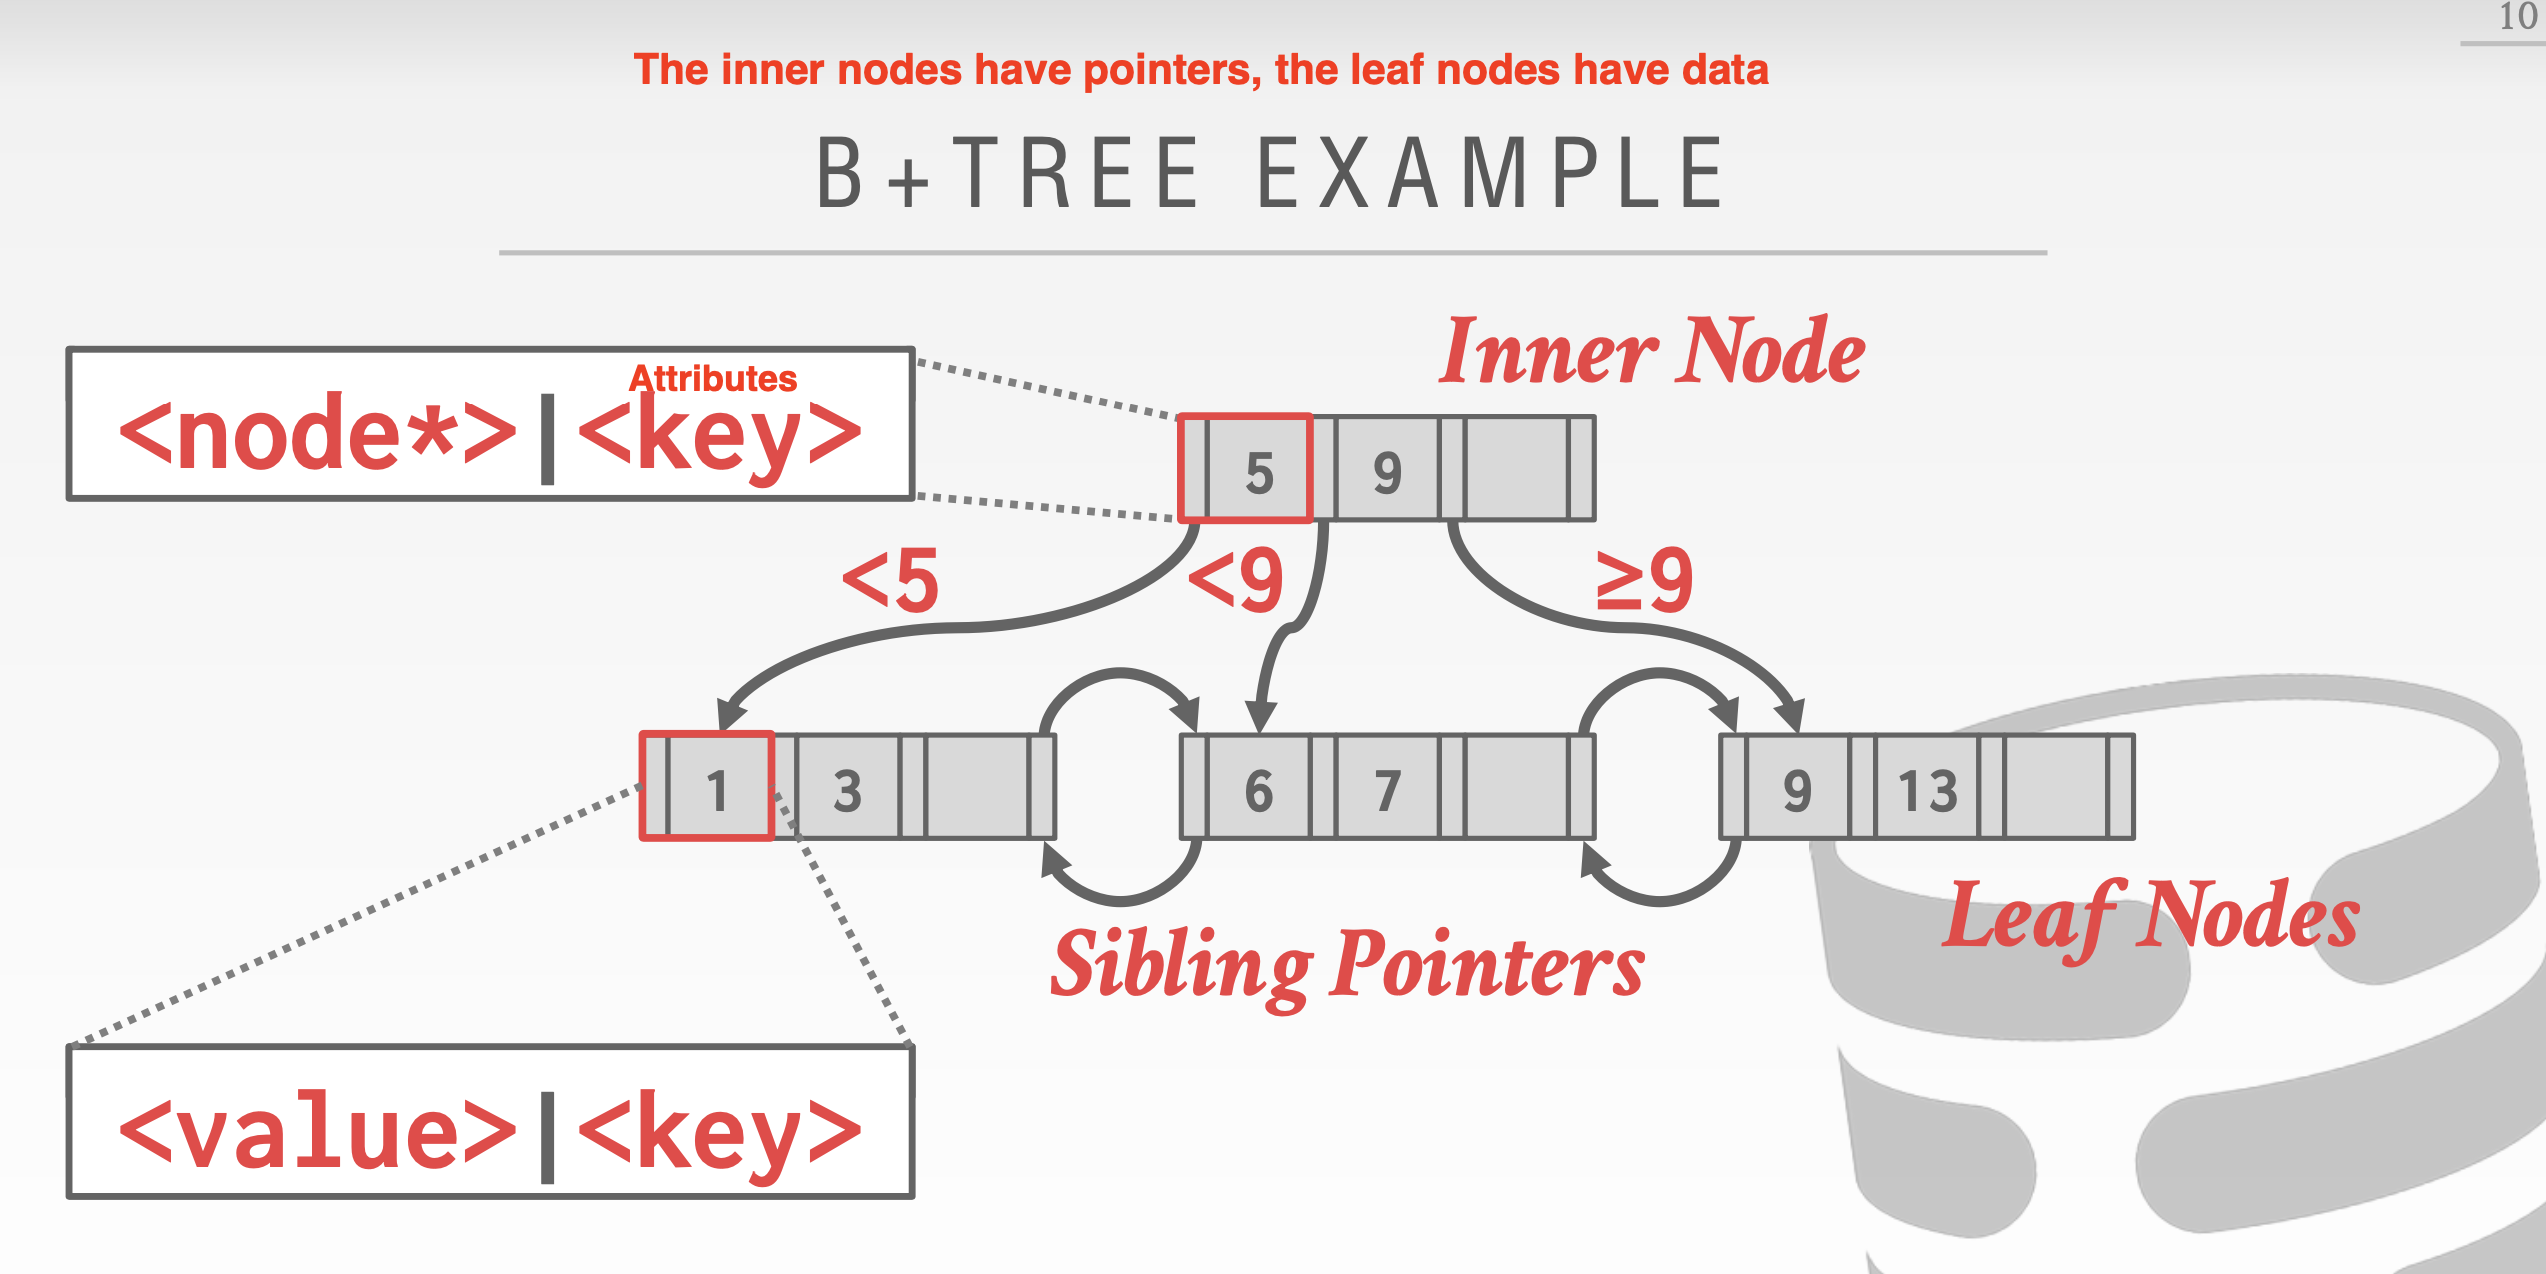 10
The inner nodes have pointers, the leaf nodes have data
B+TREE EXAMPLE
Inner Node
Attributes
<node*>|<key>
5 9
<5 <9 ≥9
1 3 6 7 9 13
Leaf Nodes
Sibling Pointers
<value>|<key>